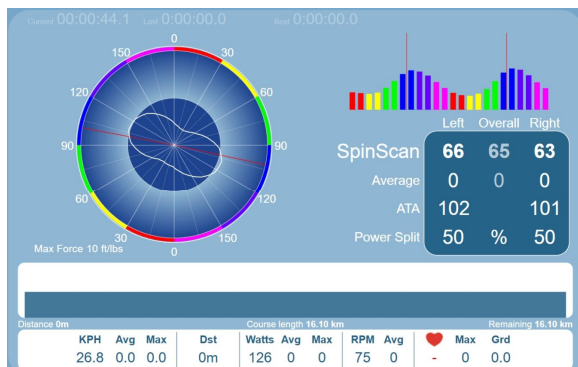 Current 0:00:00:44.1 Last 0:00:00:00.0 Best 0:00:00:00.0
0
150 30
120 60
90 90
60 120
30 150
0
Max Force 10 ft/lbs
Left Overall Right
SpinScan 66 65 63
Average 0 0 0
ATA 102 101
Power Split 50 % 50
Distance 0m Course length 16.10 km Remaining 16.10 km
KPH Avg Max Dst Watts Avg Max RPM Avg Max Grd
26.8 0.0 0.0 0m 126 0 0 75 0 - 0 0.0